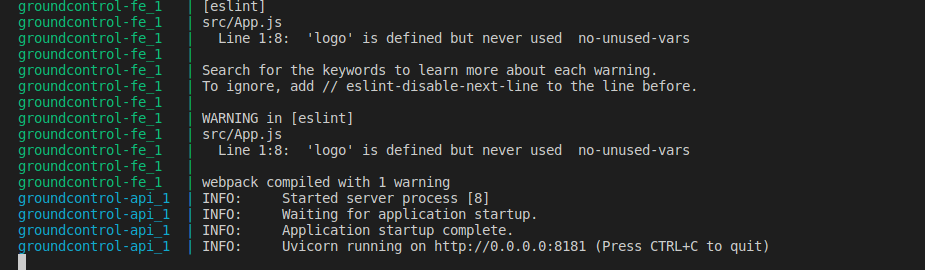 groundcontrol-fe_1   | [eslint]
groundcontrol-fe_1   | src/App.js
groundcontrol-fe_1   |   Line 1:8:  'logo' is defined but never used  no-unused-vars
groundcontrol-fe_1   |
groundcontrol-fe_1   | Search for the keywords to learn more about each warning.
groundcontrol-fe_1   | To ignore, add // eslint-disable-next-line to the line before.
groundcontrol-fe_1   |
groundcontrol-fe_1   | WARNING in [eslint]
groundcontrol-fe_1   | src/App.js
groundcontrol-fe_1   |   Line 1:8:  'logo' is defined but never used  no-unused-vars
groundcontrol-fe_1   |
groundcontrol-fe_1   | webpack compiled with 1 warning
groundcontrol-api_1  | INFO:     Started server process [8]
groundcontrol-api_1  | INFO:     Waiting for application startup.
groundcontrol-api_1  | INFO:     Application startup complete.
groundcontrol-api_1  | INFO:     Uvicorn running on http://0.0.0.0:8181 (Press CTRL+C to quit)